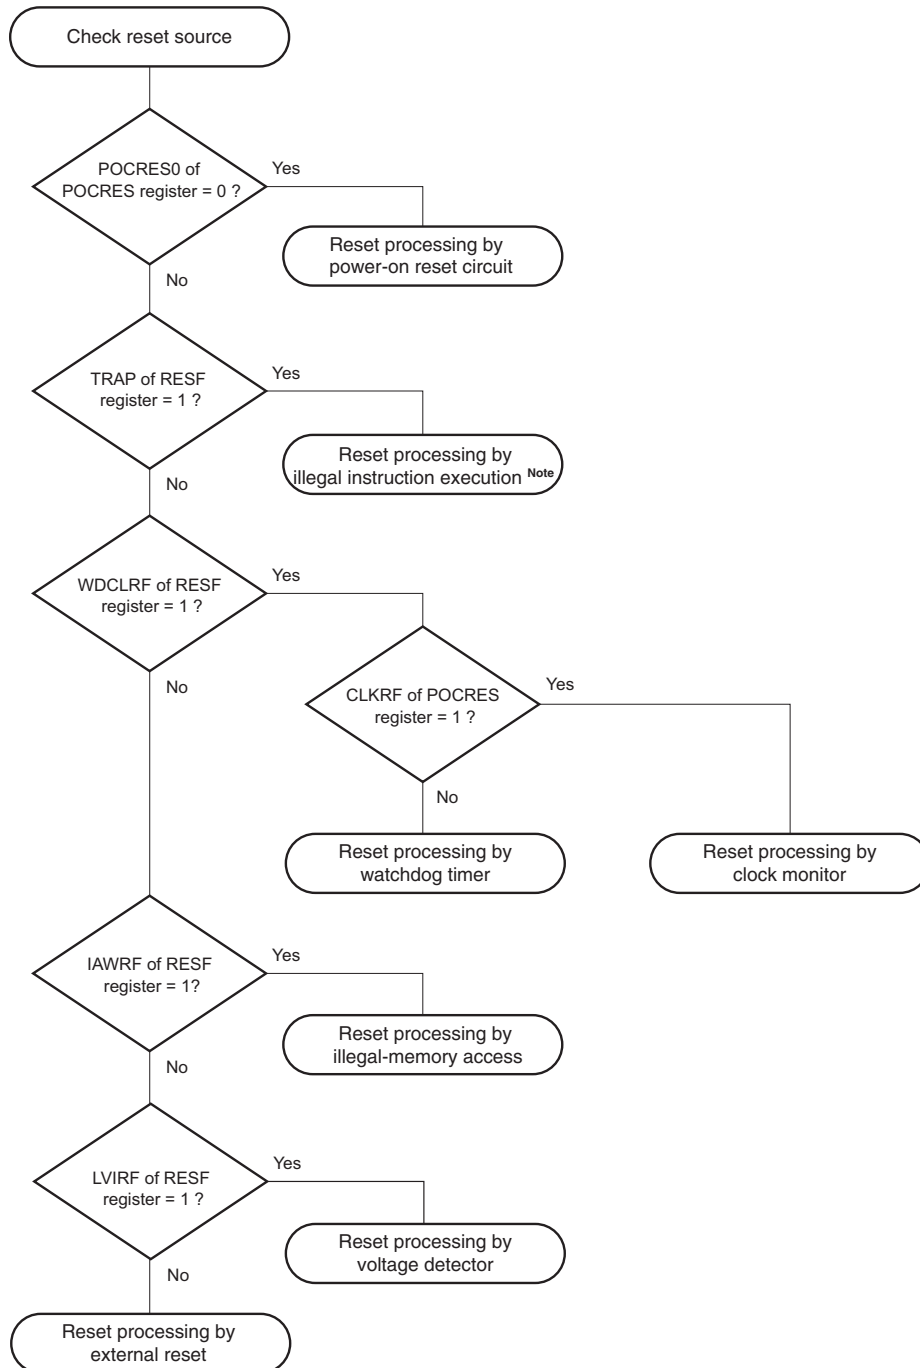 Check reset source
POCRES0 of
POCRES register = 0 ?
Yes
Reset processing by
power-on reset circuit
No
TRAP of RESF
register = 1 ?
Yes
Reset processing by
illegal instruction execution Note
No
WDCLRF of RESF
register = 1 ?
Yes
No
CLKRF of POCRES
register = 1 ?
Yes
No
Reset processing by
watchdog timer
Reset processing by
clock monitor
IAWRF of RESF
register = 1?
Yes
Reset processing by
illegal-memory access
No
LVIRF of RESF
register = 1 ?
Yes
Reset processing by
voltage detector
No
Reset processing by
external reset